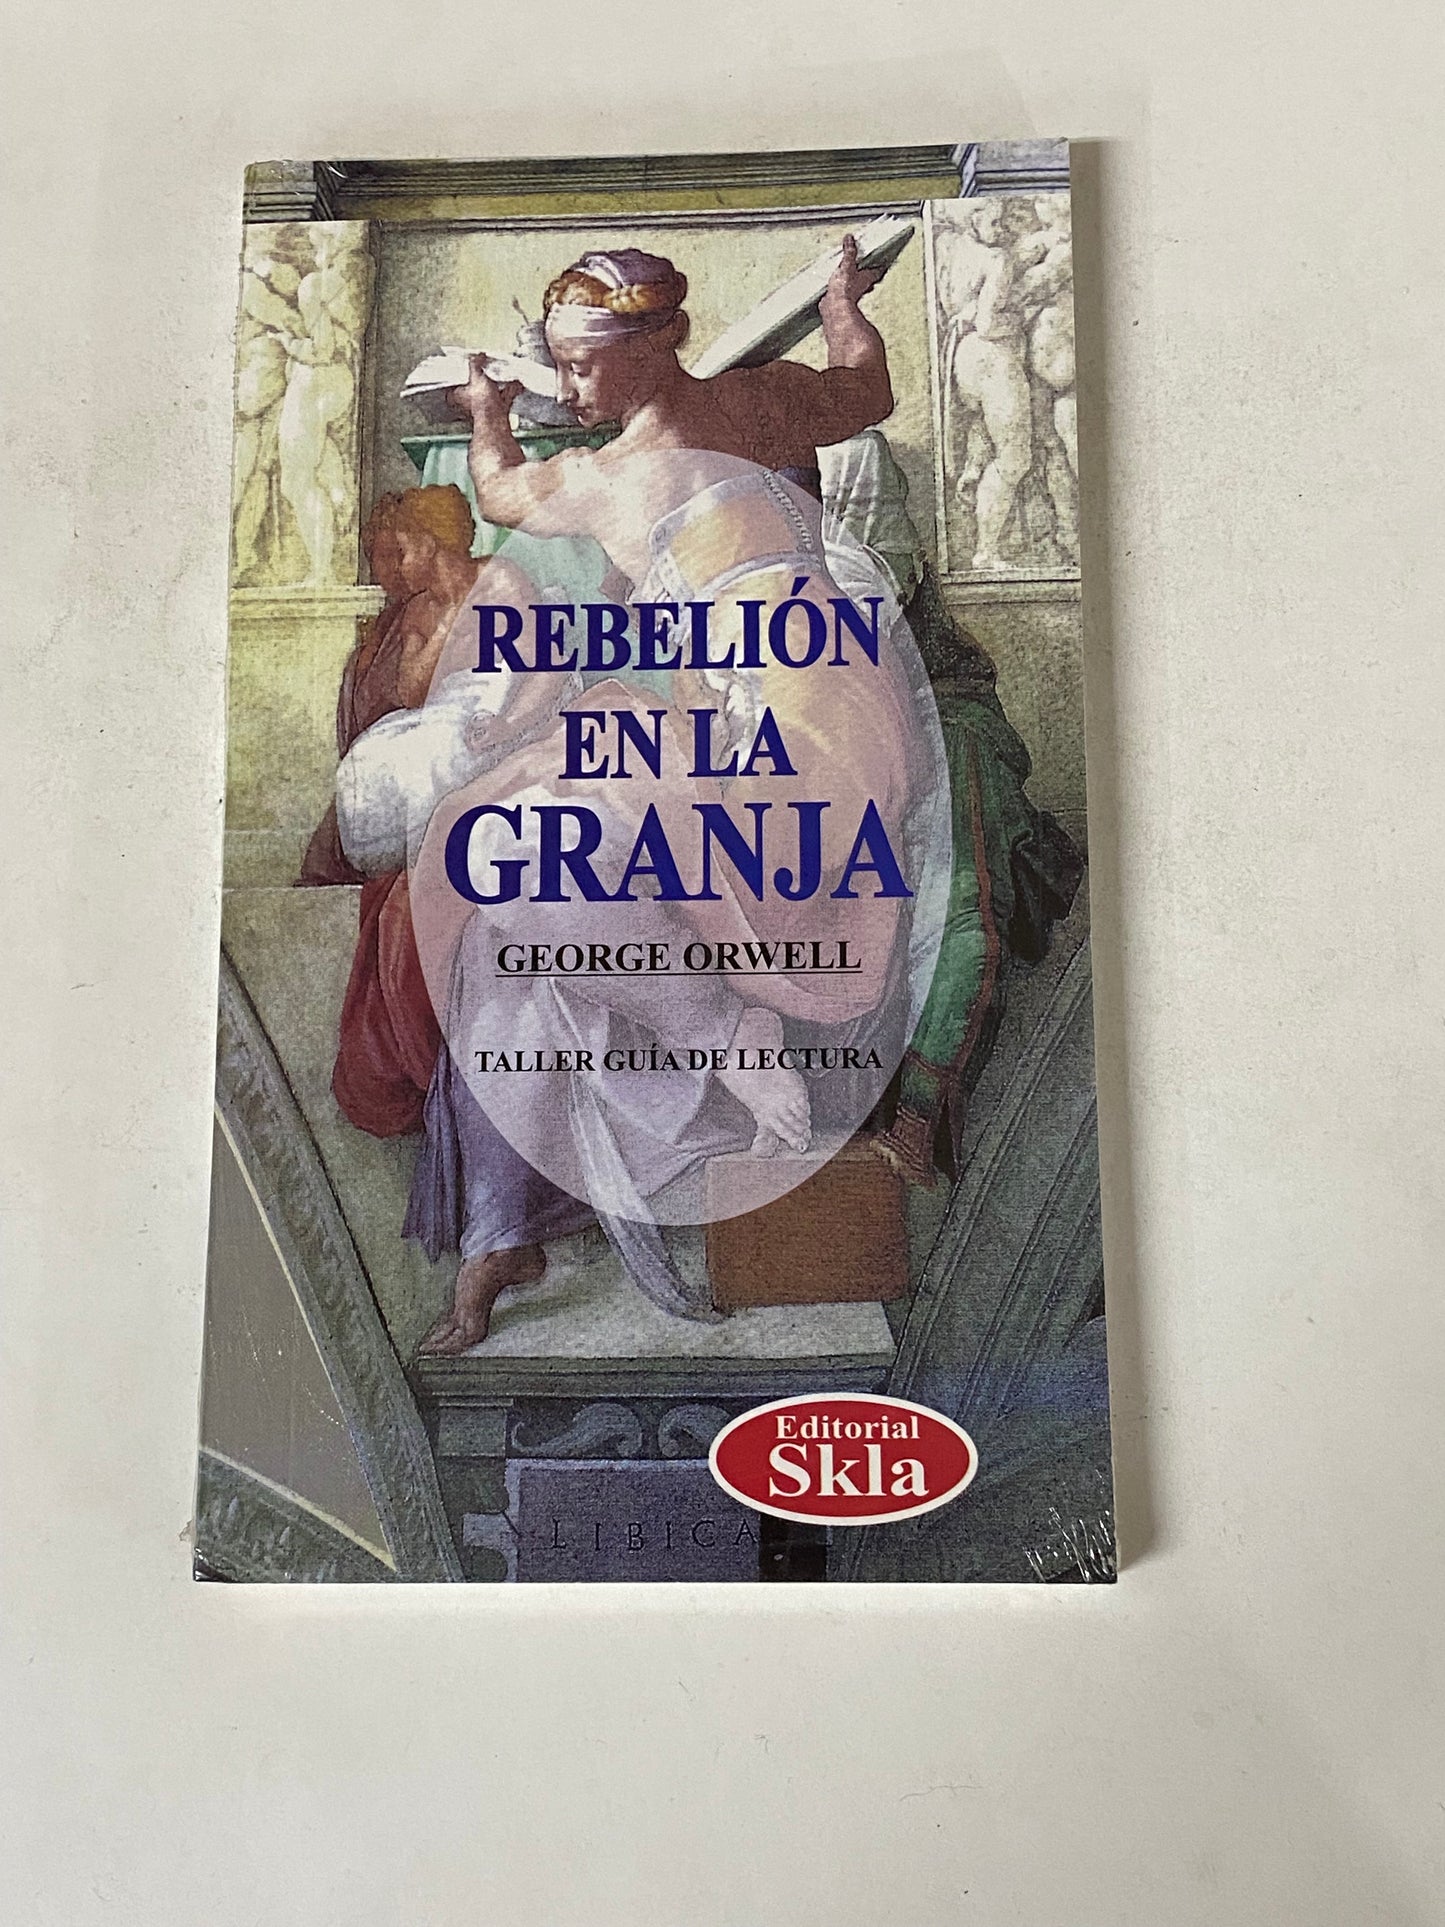 REBELIÓN
EN LA
GRANJA
GEORGE ORWELL
TALLER GUÍA DE LECTURA
Editorial
Skla
LIBICA